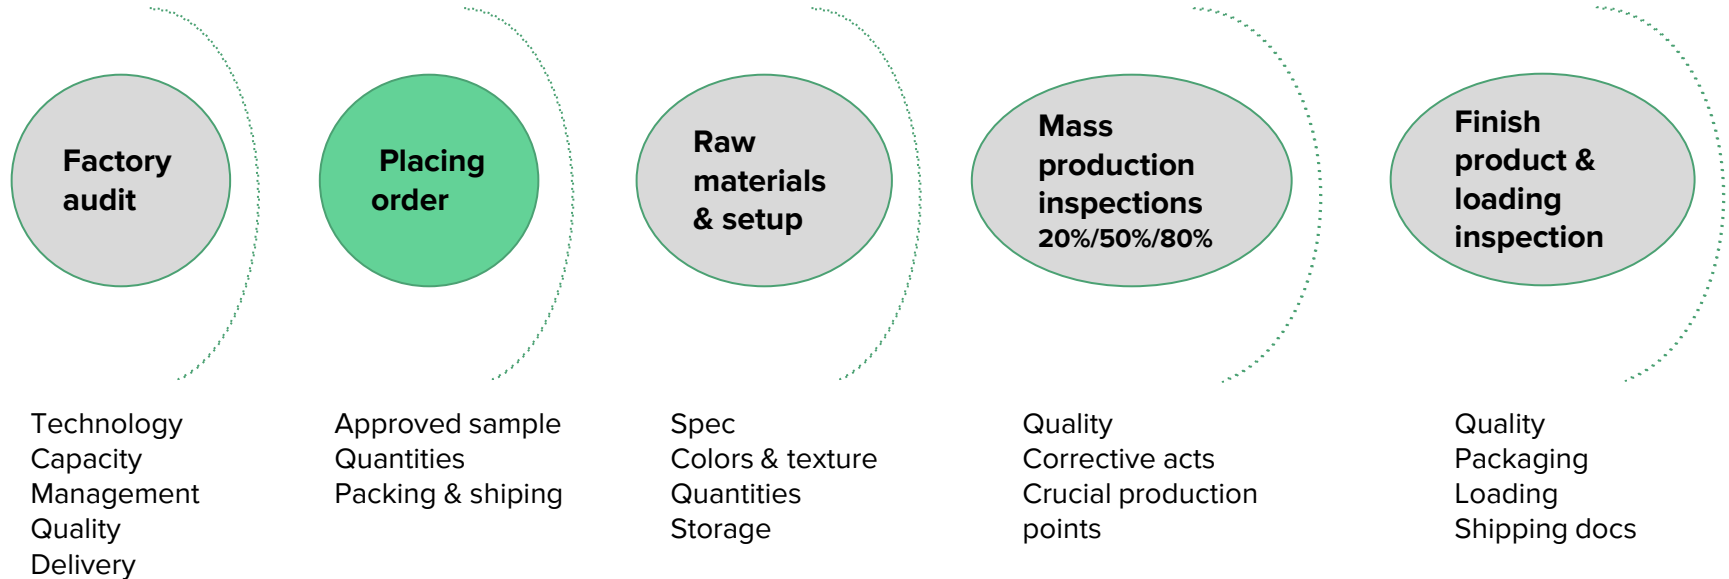 Factory
audit
Placing
order
Raw
materials
& setup
Mass
production
inspections
20%/50%/80%
Finish
product &
loading
inspection
Technology
Capacity
Management
Quality
Delivery
Approved sample
Quantities
Packing & shiping
Spec
Colors & texture
Quantities
Storage
Quality
Corrective acts
Crucial production
points
Quality
Packaging
Loading
Shipping docs